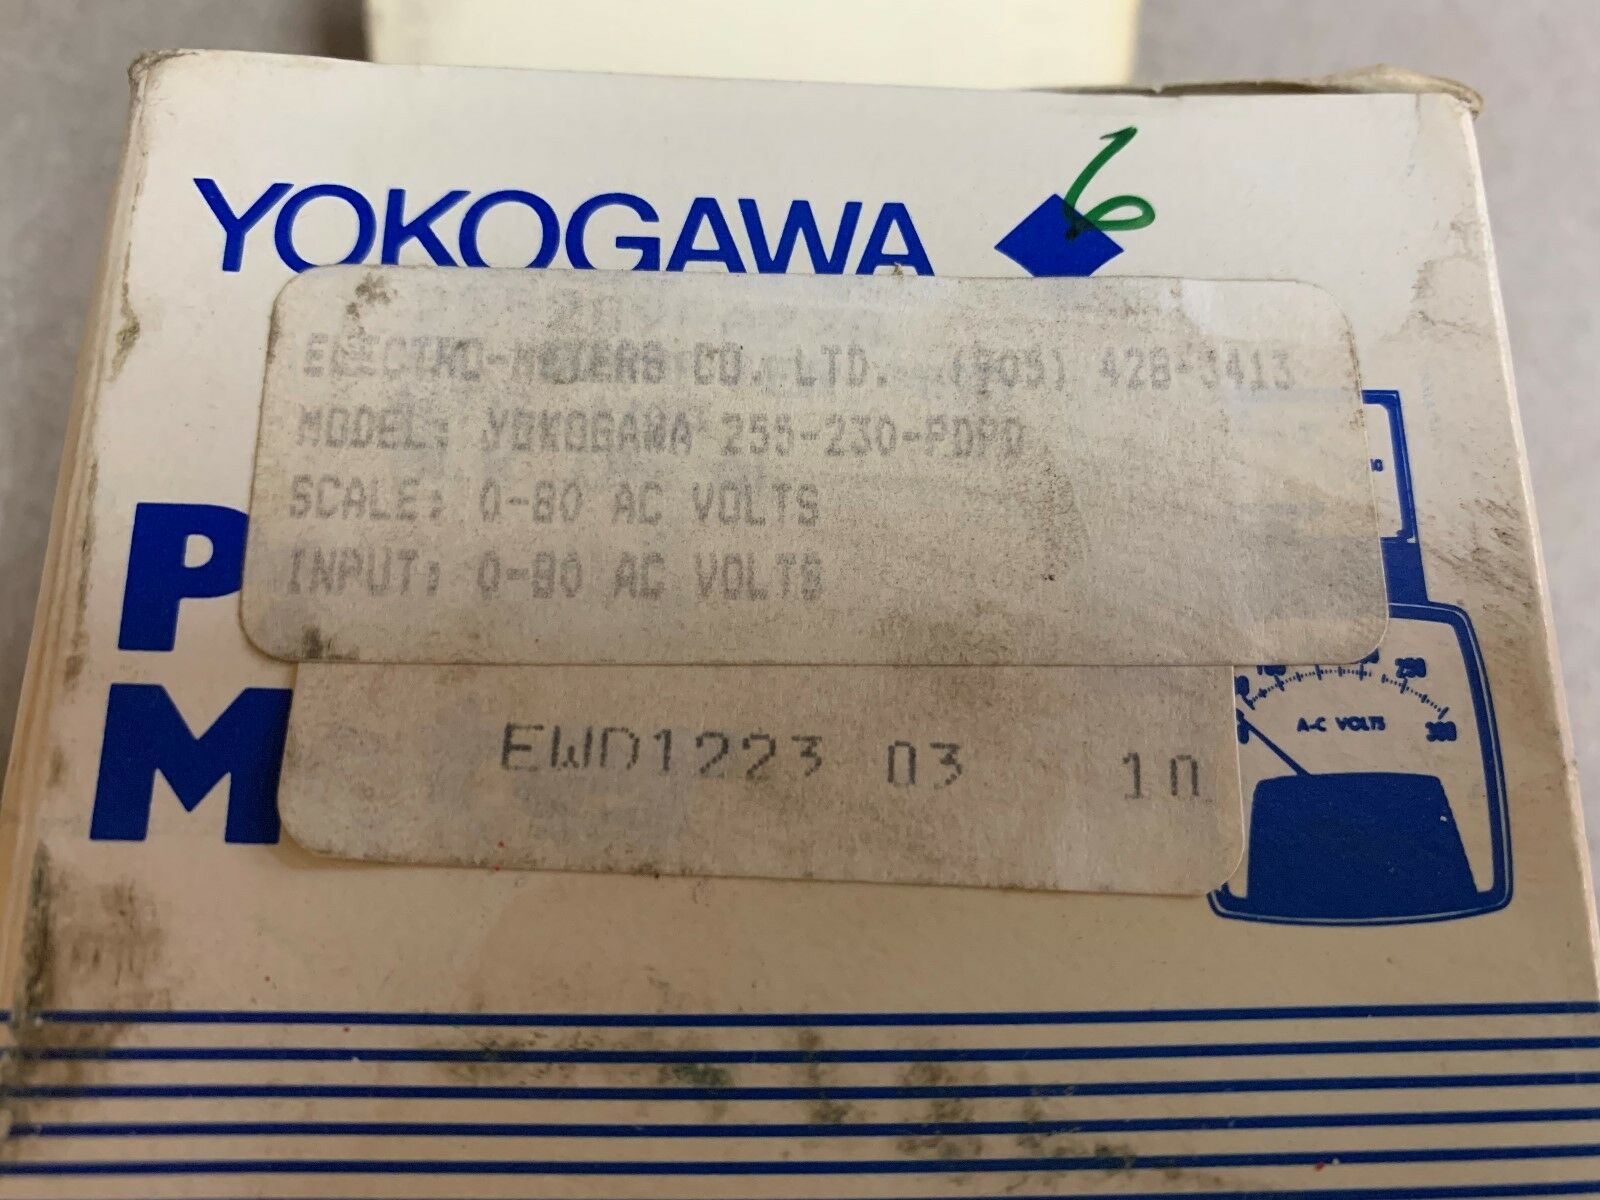 6
YOKOGAWA
ELECTRO-METERS CO. LTD. (905) 428-3413
MODEL: YOKOGAWA 255-230-PDPD
SCALE: 0-80 AC VOLTS
INPUT: 0-80 AC VOLTS
P
M
EWD1223 03 10
250
300
A-C VOLTS